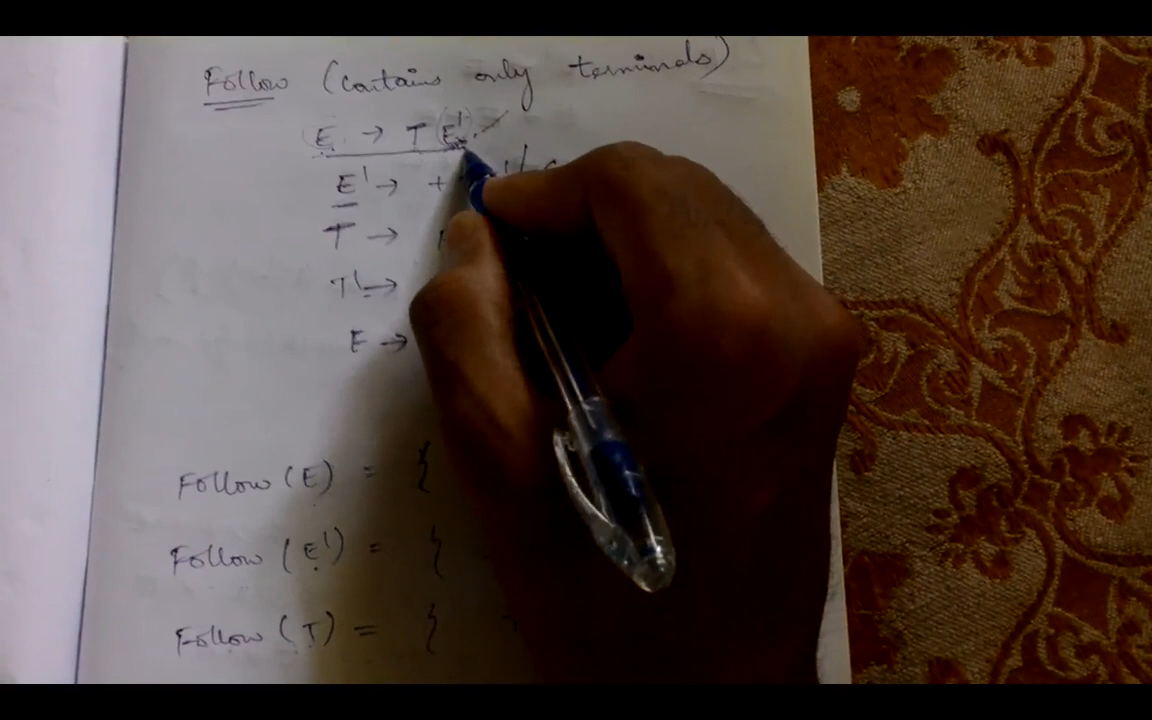 Follow (Contains only terminals)
E → T E'
E' → +
T →
T' →
F →
Follow (E) = {
Follow (E') = {
Follow (T) = {